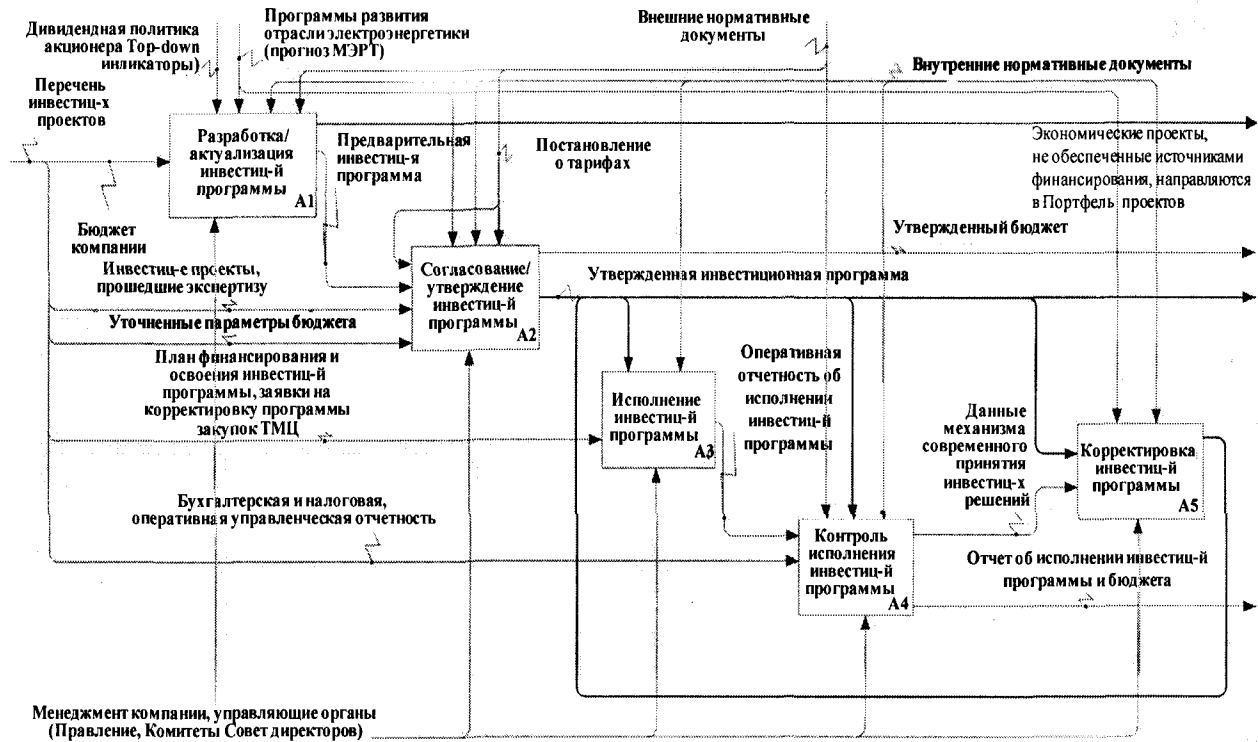 Дивидендная политика
акционера Top-down
индикаторы)
Программы развития
отрасли электроэнергетики
(прогноз МЭРТ)
Внешние нормативные
документы
Внутренние нормативные документы
Перечень
инвестиц-х
проектов
Разработка/
актуализация
инвестиц-й
программы
A1
Предварительная
инвестиц-я
программа
Постановление
о тарифах
Экономические проекты,
не обеспеченные источниками
финансирования, направляются
в Портфель проектов
Бюджет
компании
Утвержденный бюджет
Инвестиц-е проекты,
прошедшие экспертизу
Согласование/
утверждение
инвестиц-й
программы
A2
Утвержденная инвестиционная программа
Уточненные параметры бюджета
План финансирования и
освоения инвестиц-й
программы, заявки на
корректировку программы
закупок ТМЦ
Исполнение
инвестиц-й
программы
A3
Оперативная
отчетность об
исполнении
инвестиц-й
программы
Данные
механизма
современного
принятия
инвестиц-х
решений
Корректировка
инвестиц-й
программы
A5
Бухгалтерская и налоговая,
оперативная управленческая отчетность
Контроль
исполнения
инвестиц-й
программы
A4
Отчет об исполнении инвестиц-й
программы и бюджета
Менеджмент компании, управляющие органы
(Правление, Комитеты Совет директоров)